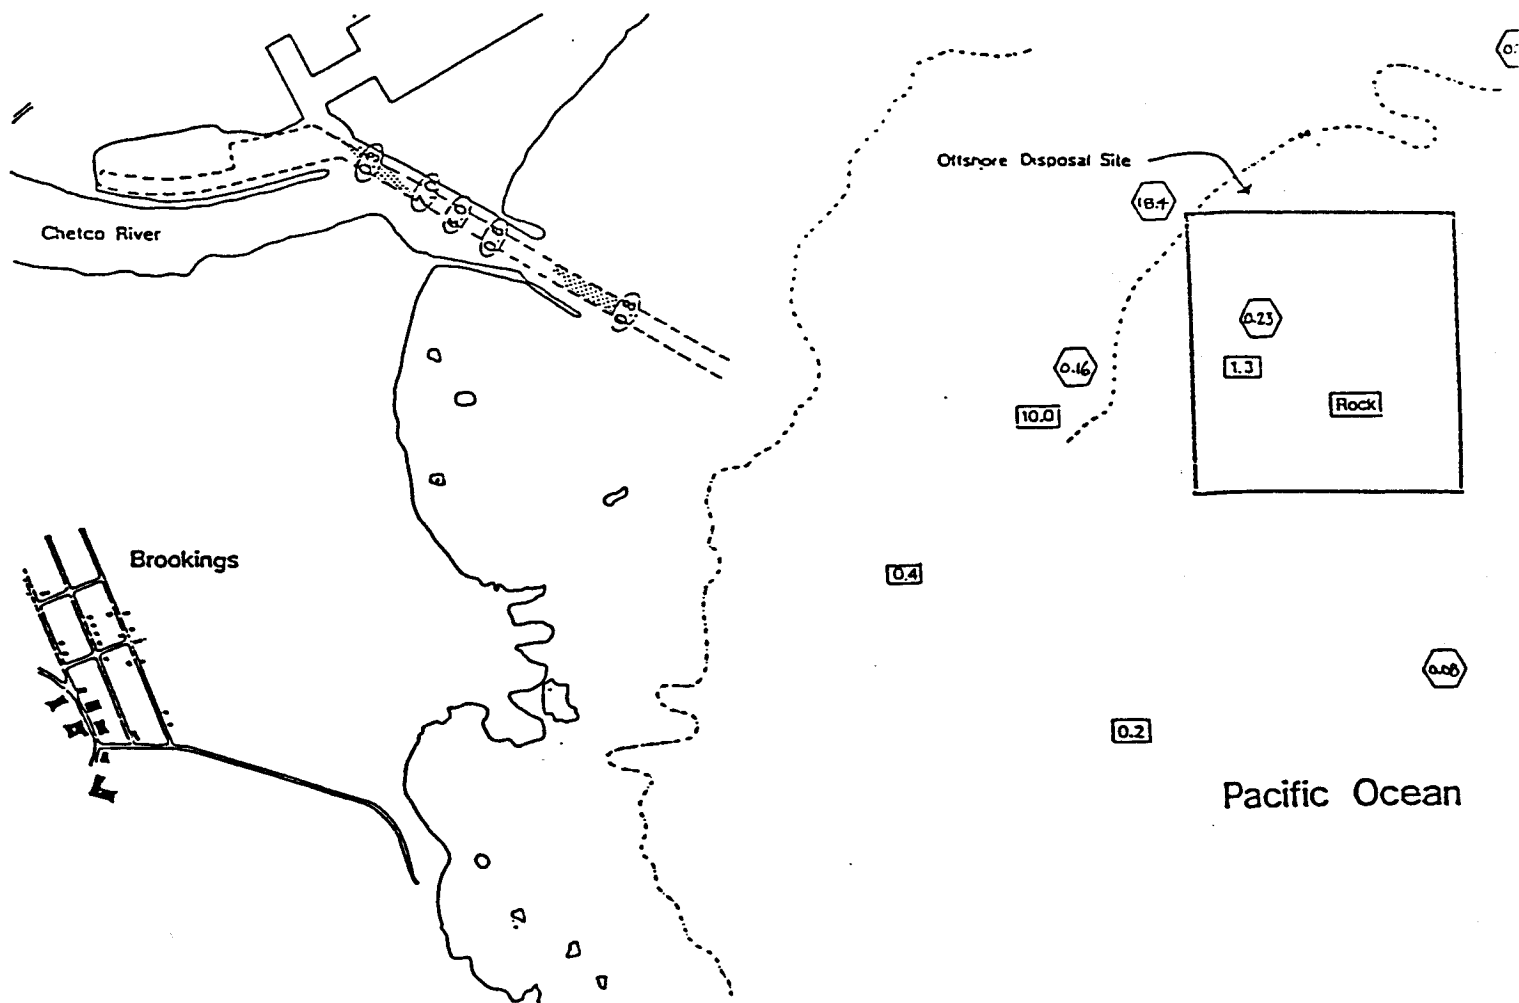 Offshore Disposal Site
18.4
Chetco River
0.23
0.16
1.3
10.0
Rock
Brookings
0.4
0.08
0.2
Pacific Ocean